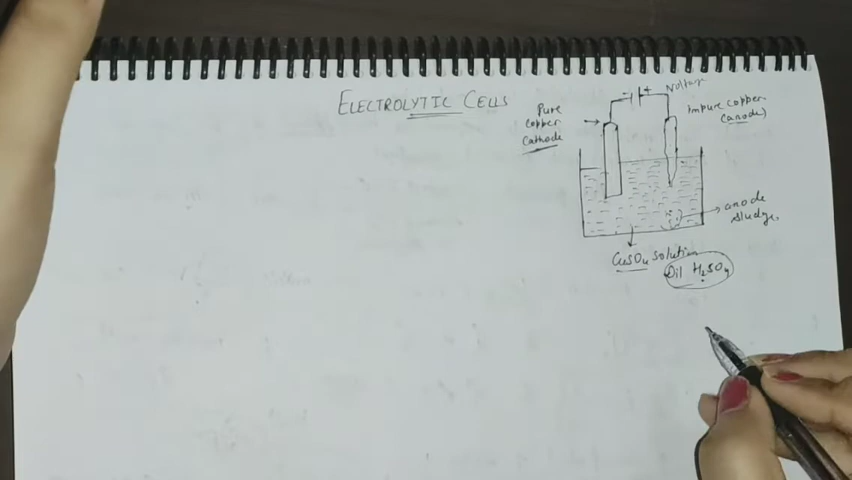 ELECTROLYTIC CELLS
Pure
copper
cathode
- +
Voltage
impure copper
(anode)
anode
sludge,
CuSO4 solution
Dil H2SO4